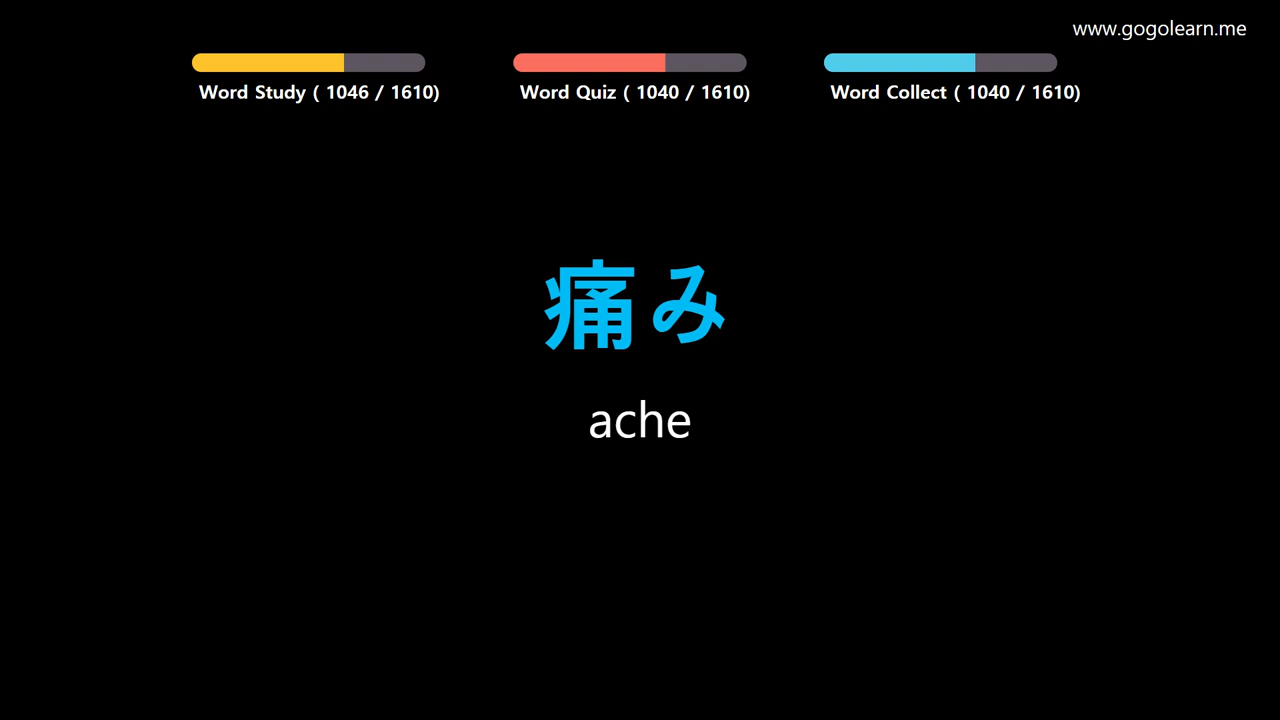 www.gogolearn.me
Word Study ( 1046 / 1610)
Word Quiz ( 1040 / 1610)
Word Collect ( 1040 / 1610)
痛み
ache